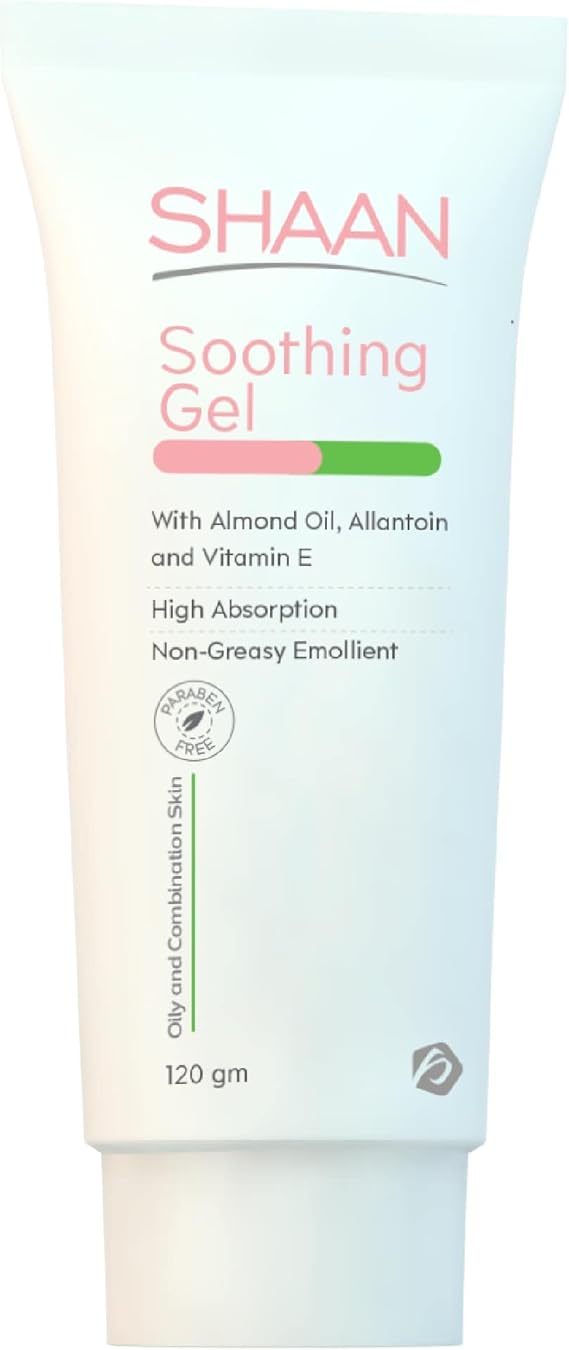 SHAAN
Soothing
Gel
With Almond Oil, Allantoin
and Vitamin E
High Absorption
Non-Greasy Emollient
PARABEN
FREE
Oily and Combination Skin
120 gm